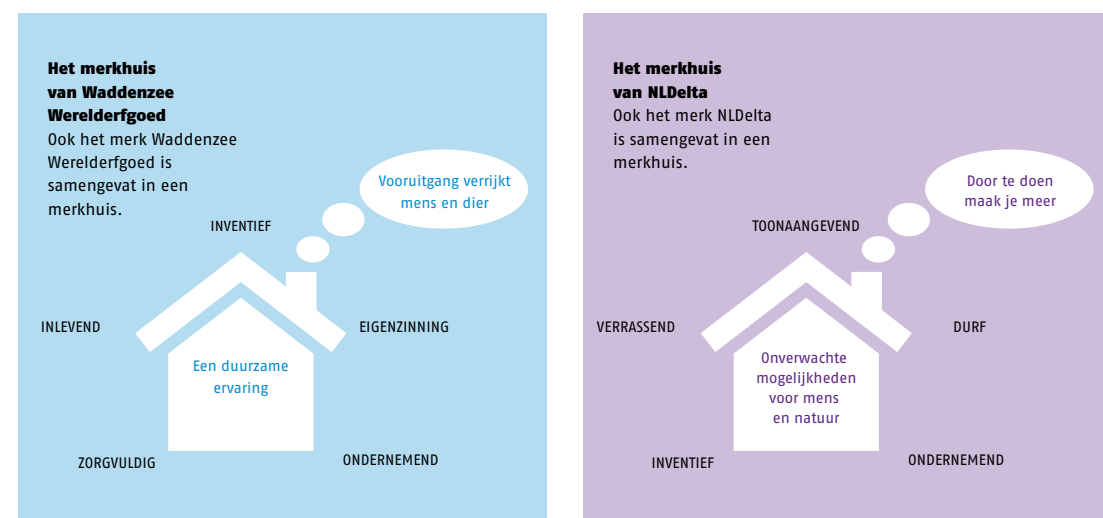 Het merkhuis
van Waddenzee
Werelderfgoed
Ook het merk Waddenzee
Werelderfgoed is
samengevat in een
merkhuis.
Vooruitgang verrijkt
mens en dier
INVENTIEF
INLEVEND
EIGENZINNING
Een duurzame
ervaring
ZORGVULDIG
ONDERNEMEND
Het merkhuis
van NLDelta
Ook het merk NLDelta
is samengevat in een
merkhuis.
Door te doen
maak je meer
TOONAANGEVEND
VERRASSEND
DURF
Onverwachte
mogelijkheden
voor mens
en natuur
INVENTIEF
ONDERNEMEND